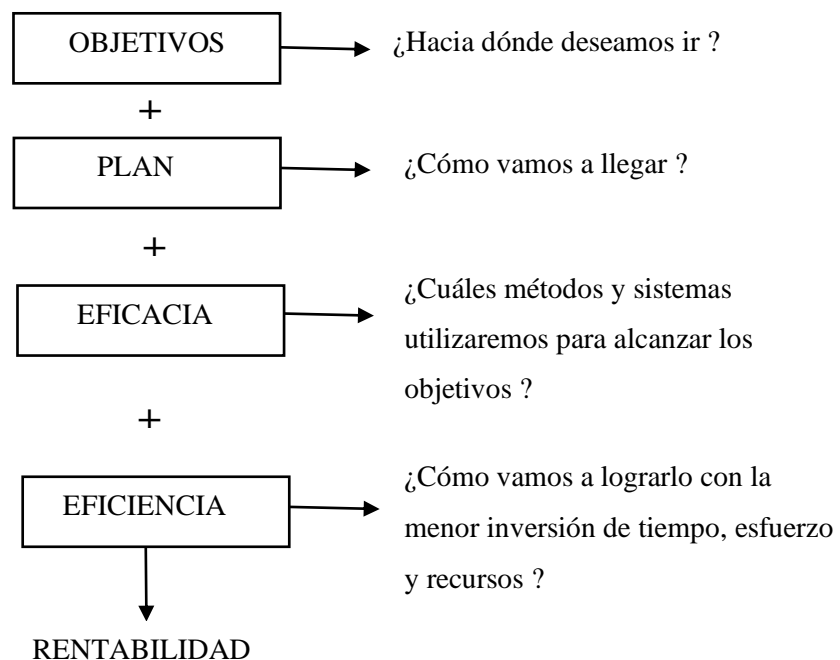 OBJETIVOS
¿Hacia dónde deseamos ir ?
+
PLAN
¿Cómo vamos a llegar ?
+
EFICACIA
¿Cuáles métodos y sistemas
utilizaremos para alcanzar los
objetivos ?
+
EFICIENCIA
¿Cómo vamos a lograrlo con la
menor inversión de tiempo, esfuerzo
y recursos ?
RENTABILIDAD